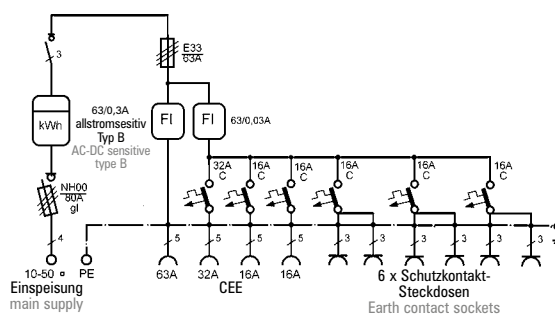 E33
63A
3
63/0,3A
allstromsesitiv
Typ B
AC-DC sensitive
type B
kWh
FI
FI
63/0,03A
32A
C
16A
C
16A
C
16A
C
16A
C
16A
C
NH00
80A
gl
4
5
5
5
5
3
3
3
3
3
3
10-50
PE
63A
32A
16A
16A
Einspeisung
main supply
CEE
6 x Schutzkontakt-
Steckdosen
Earth contact sockets